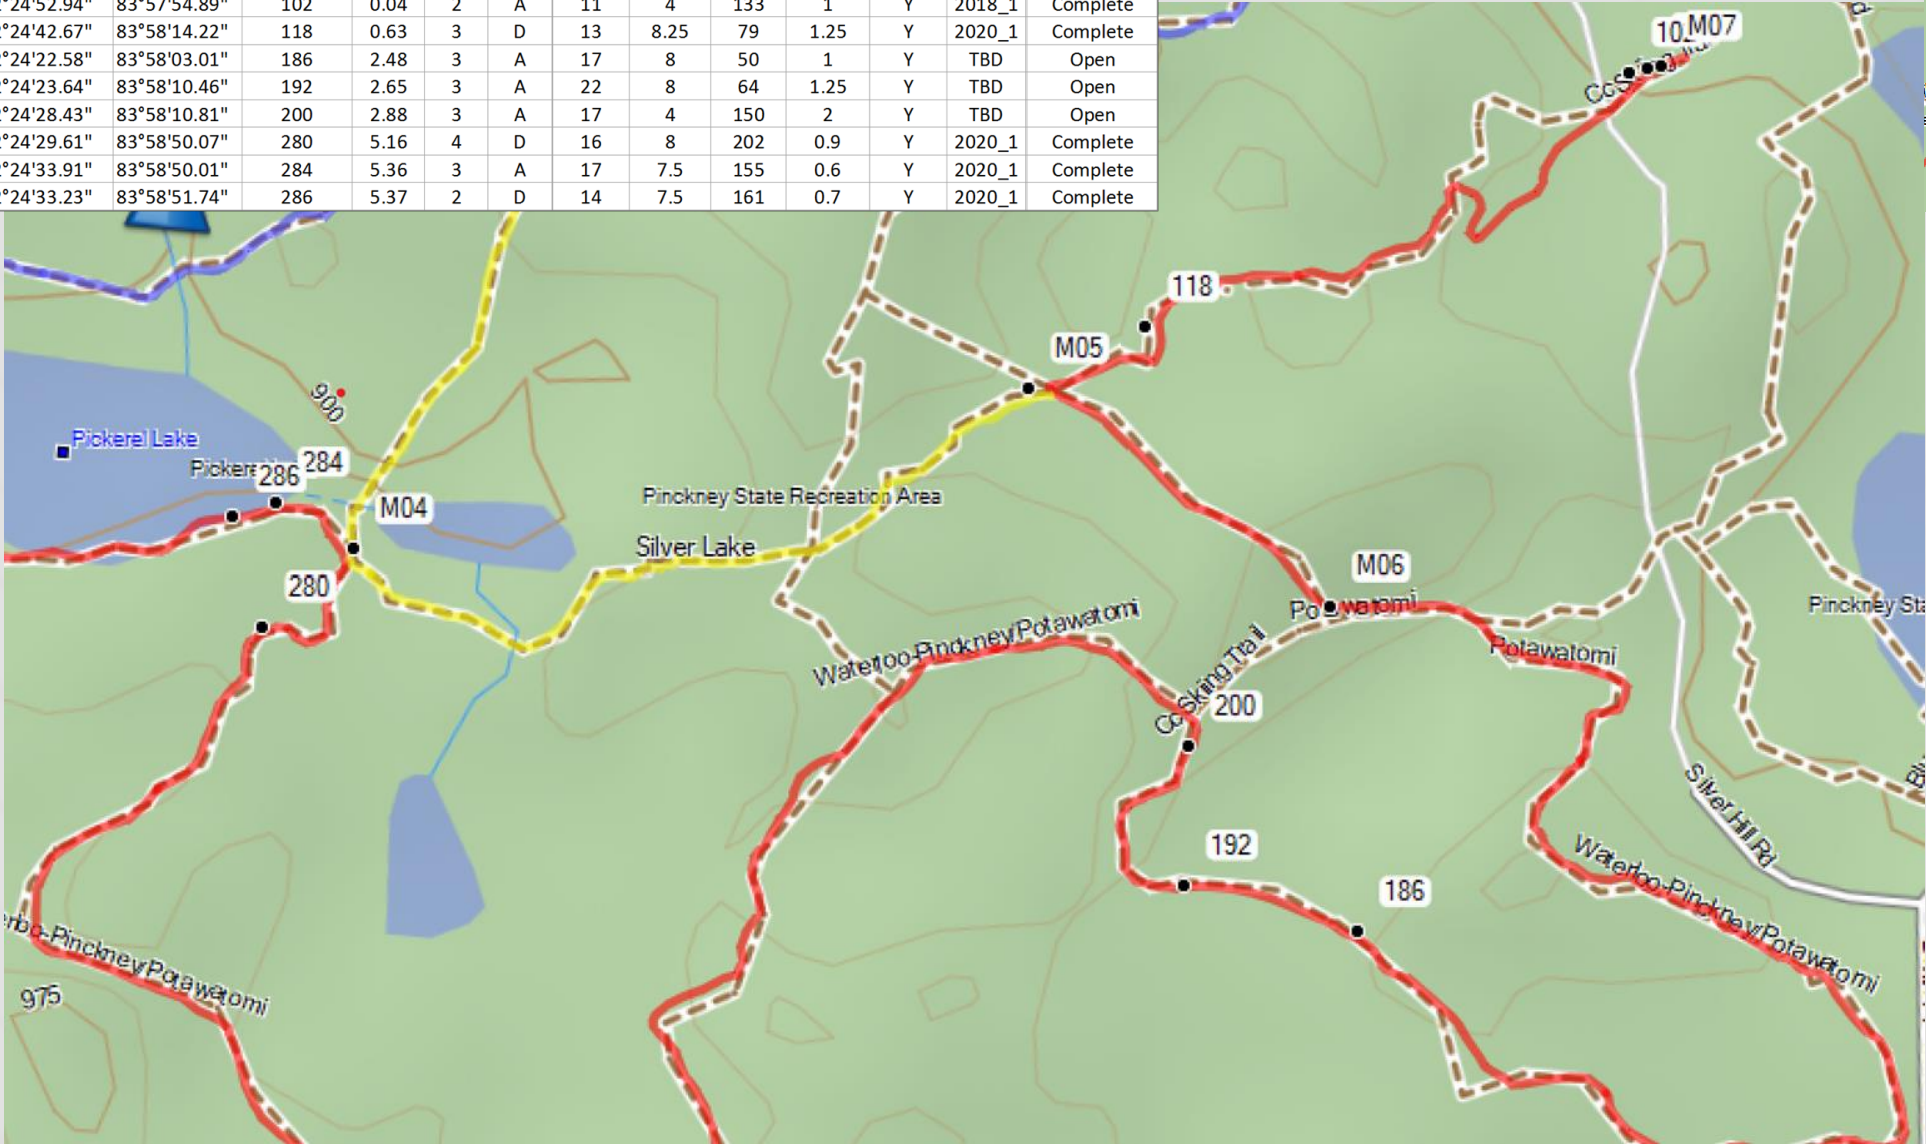 °24'52.94" 83°57'54.89" 102 0.04 2 A 11 4 133 1 Y 2018_1 Complete
°24'42.67" 83°58'14.22" 118 0.63 3 D 13 8.25 79 1.25 Y 2020_1 Complete
°24'22.58" 83°58'03.01" 186 2.48 3 A 17 8 50 1 Y TBD Open
°24'23.64" 83°58'10.46" 192 2.65 3 A 22 8 64 1.25 Y TBD Open
°24'28.43" 83°58'10.81" 200 2.88 3 A 17 4 150 2 Y TBD Open
°24'29.61" 83°58'50.07" 280 5.16 4 D 16 8 202 0.9 Y 2020_1 Complete
°24'33.91" 83°58'50.01" 284 5.36 3 A 17 7.5 155 0.6 Y 2020_1 Complete
°24'33.23" 83°58'51.74" 286 5.37 2 D 14 7.5 161 0.7 Y 2020_1 Complete
M07
118
M05
900
Pickerel Lake
284
286
M04
Pinckney State Recreation Area
Silver Lake
280
M06
Potawatomi
Pinckney Sta
Waterloo-Pinckney/Potawatomi
Potawatomi
Cc Skiing Trail
200
Silver Hill Rd
192
186
Waterloo-Pinckney/Potawatomi
rloo-Pinckney/Potawatomi
975